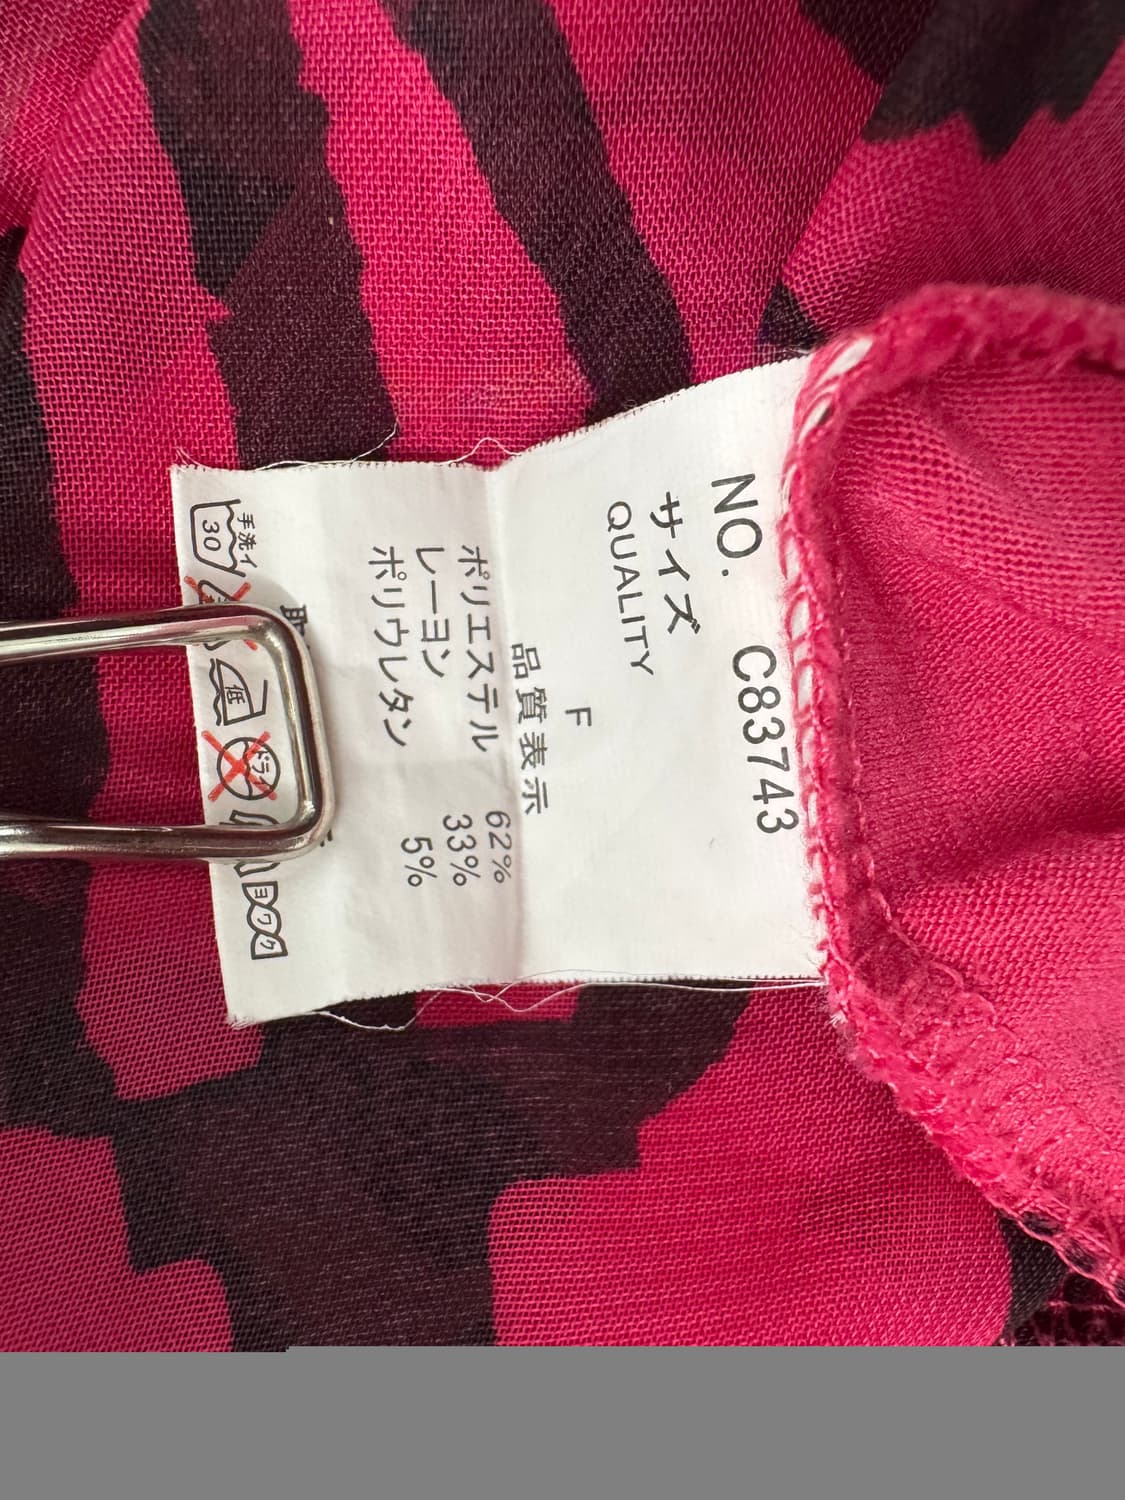 NO. C83743
サイズ
QUALITY
F
品質表示
ポリエステル 62%
レーヨン 33%
ポリウレタン 5%
取
手洗イ
30
低
ドライ
ヨワク